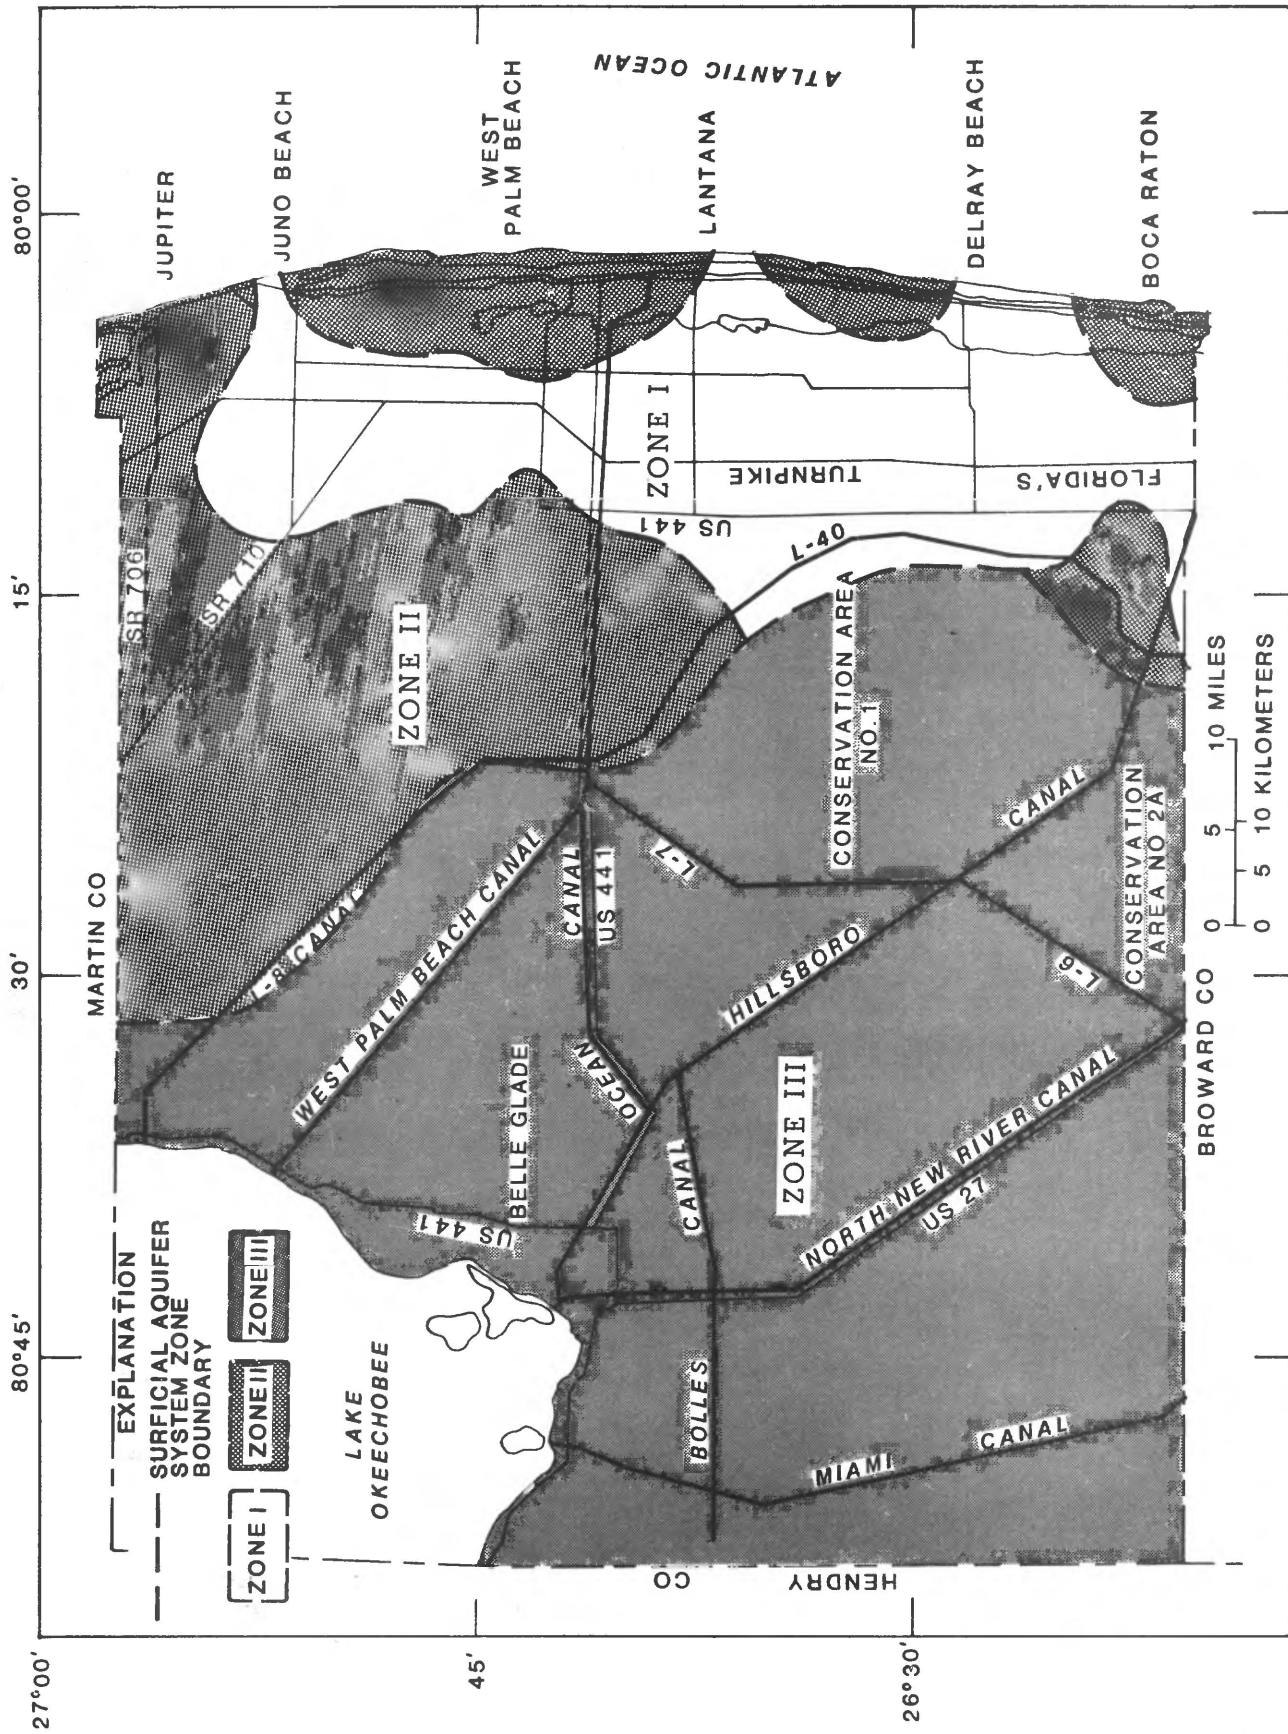 80°45'
30'
15'
80°00'
27°00'
45'
26°30'
EXPLANATION
SURFICIAL AQUIFER
SYSTEM ZONE
BOUNDARY
ZONE I
ZONE II
ZONE III
MARTIN CO
SR 706
SR 710
JUPITER
JUNO BEACH
WEST
PALM BEACH
LANTANA
DELRAY BEACH
BOCA RATON
ATLANTIC OCEAN
LAKE
OKEECHOBEE
L-8 CANAL
WEST PALM BEACH CANAL
ZONE II
BELLE GLADE
US 441
OCEAN
CANAL
US 441
ZONE I
US 441
FLORIDA'S
TURNPIKE
L-40
L-7
CONSERVATION AREA
NO. 1
HILLSBORO
CANAL
BOLLES
CANAL
ZONE III
NORTH NEW RIVER CANAL
US 27
L-6
MIAMI
CANAL
CONSERVATION
AREA NO 2A
HENDRY
CO
BROWARD CO
0 5 10 MILES
0 5 10 KILOMETERS